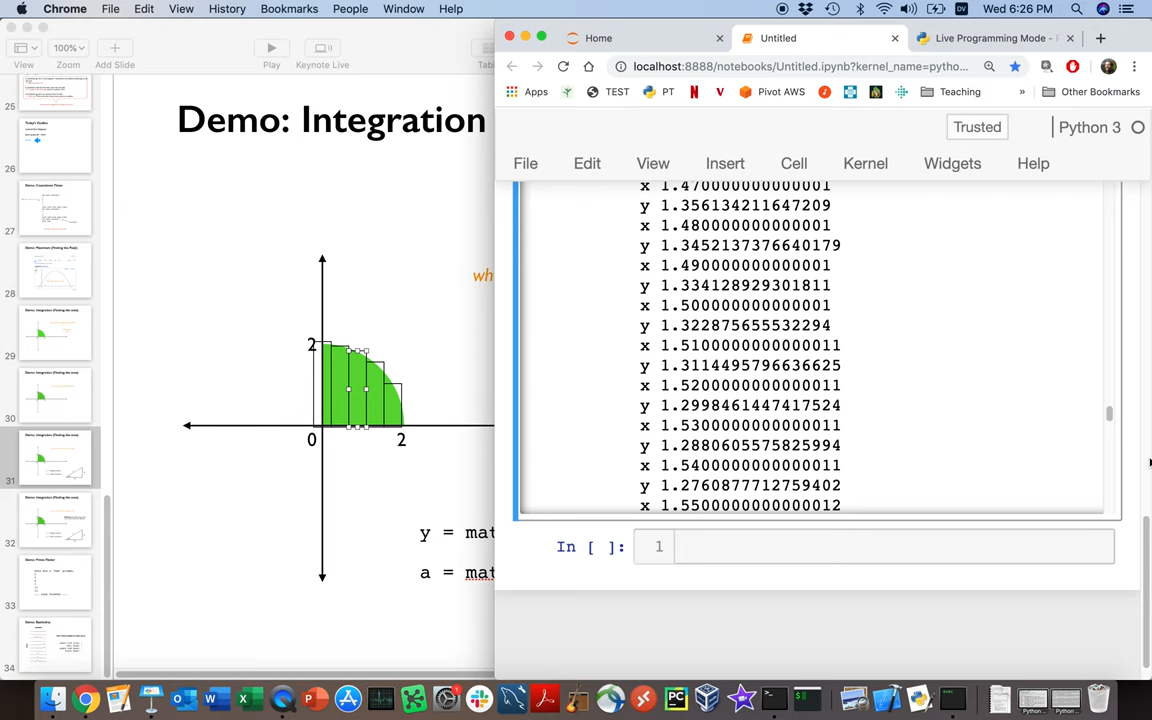 Chrome File Edit View History Bookmarks People Window Help
Wed 6:26 PM
100%
View Zoom Add Slide
Play Keynote Live
Home
Untitled
Live Programming Mode -
localhost:8888/notebooks/Untitled.ipynb?kernel_name=pytho...
Apps TEST PT Pivot AWS Teaching » Other Bookmarks
Trusted Python 3
File Edit View Insert Cell Kernel Widgets Help
25
26
27
28
29
30
31
32
33
34
Demo: Integration
wh
2
0 2
y = mat
a = mat
x 1.470000000000001
y 1.356134211647209
x 1.480000000000001
y 1.3452137376640179
x 1.490000000000001
y 1.334128929301811
x 1.500000000000001
y 1.322875655532294
x 1.5100000000000011
y 1.3114495796636625
x 1.5200000000000011
y 1.2998461447417524
x 1.5300000000000011
y 1.2880605575825994
x 1.5400000000000011
y 1.2760877712759402
x 1.5500000000000012
In [ ]: 1